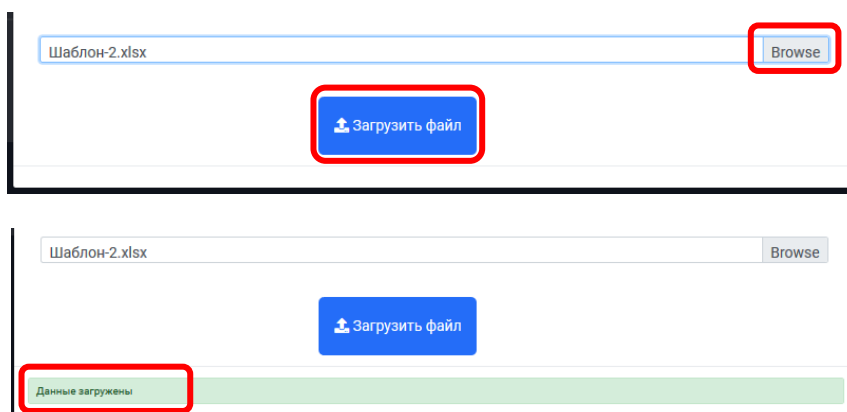 Шаблон-2.xlsx Browse
Загрузить файл
Шаблон-2.xlsx Browse
Загрузить файл
Данные загружены